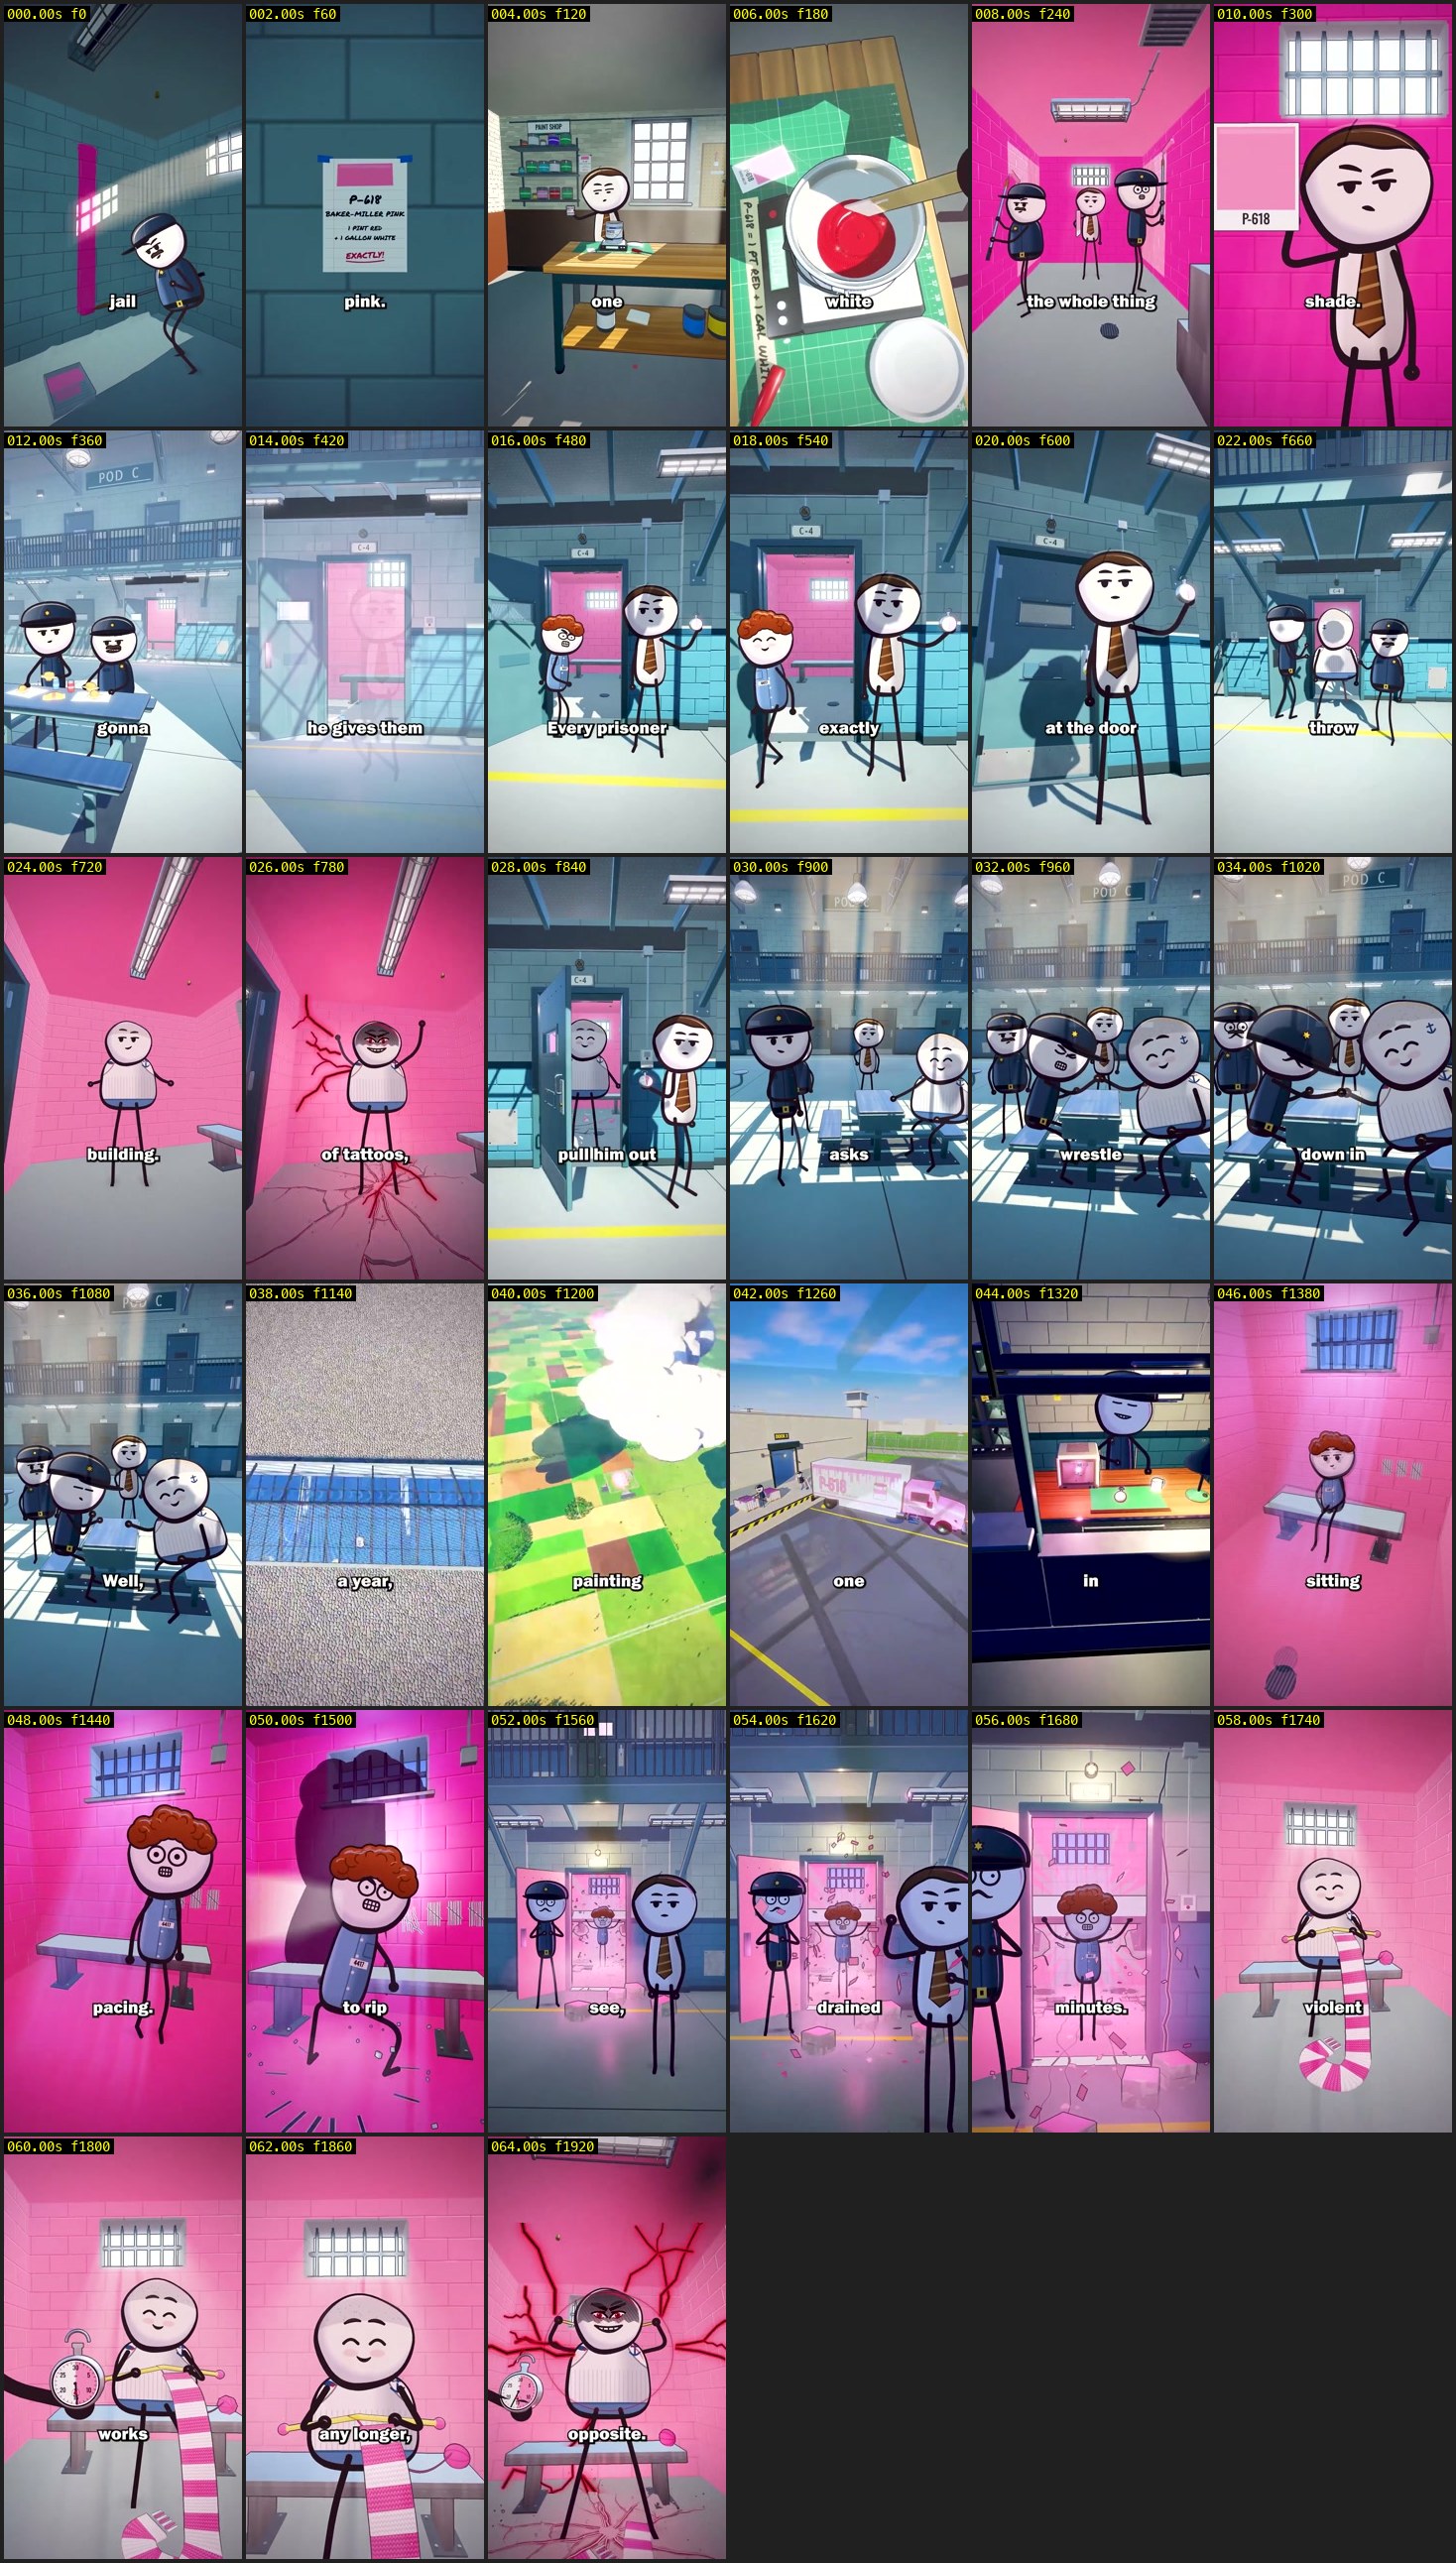 000.00s f0
jail
002.00s f60
P-618
BAKER-MILLER PINK
1 PINT RED
+ 1 GALLON WHITE
EXACTLY!
pink.
004.00s f120
PAINT SHOP
one
006.00s f180
P-618 = 1 PT RED + 1 GAL WHITE
white
008.00s f240
the whole thing
010.00s f300
P-618
shade.
012.00s f360
POD C
gonna
014.00s f420
C-4
he gives them
016.00s f480
C-4
Every prisoner
018.00s f540
C-4
exactly
020.00s f600
C-4
at the door
022.00s f660
throw
024.00s f720
building.
026.00s f780
of tattoos,
028.00s f840
C-4
pull him out
030.00s f900
POD C
asks
032.00s f960
POD C
wrestle
034.00s f1020
POD C
down in
036.00s f1080
POD C
Well,
038.00s f1140
a year,
040.00s f1200
painting
042.00s f1260
P-618
one
044.00s f1320
in
046.00s f1380
sitting
048.00s f1440
4417
pacing.
050.00s f1500
4417
to rip
052.00s f1560
see,
054.00s f1620
drained
056.00s f1680
minutes.
058.00s f1740
violent
060.00s f1800
works
062.00s f1860
any longer,
064.00s f1920
opposite.